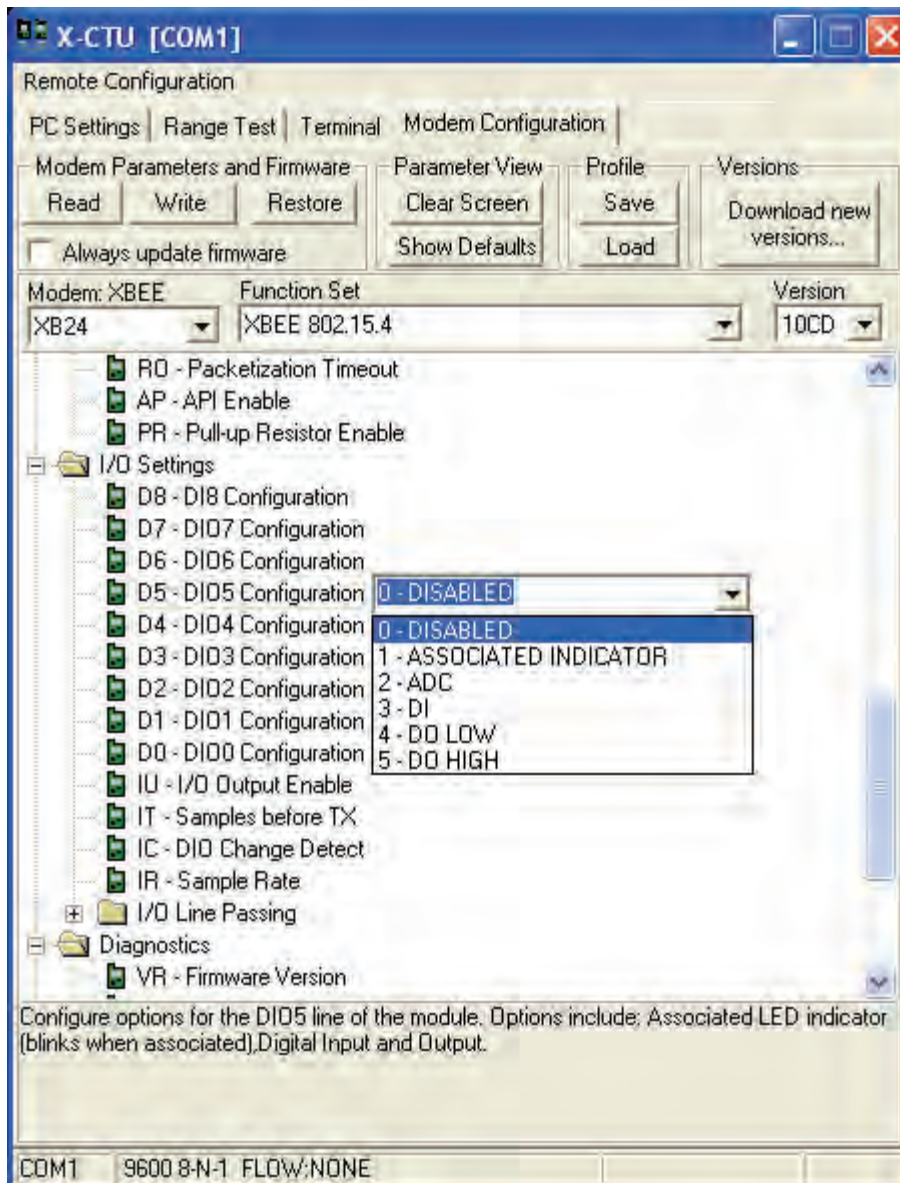 X-CTU [COM1]
Remote Configuration
PC Settings Range Test Terminal Modem Configuration
Modem Parameters and Firmware Parameter View Profile Versions
Read Write Restore Clear Screen Save Download new versions...
Always update firmware Show Defaults Load
Modem: XBEE Function Set Version
XB24 XBEE 802.15.4 10CD
RO - Packetization Timeout
AP - API Enable
PR - Pull-up Resistor Enable
I/O Settings
D8 - DI8 Configuration
D7 - DIO7 Configuration
D6 - DIO6 Configuration
D5 - DIO5 Configuration 0 - DISABLED
D4 - DIO4 Configuration 0 - DISABLED
D3 - DIO3 Configuration 1 - ASSOCIATED INDICATOR
D2 - DIO2 Configuration 2 - ADC
D1 - DIO1 Configuration 3 - DI
4 - DO LOW
D0 - DIO0 Configuration 5 - DO HIGH
IU - I/O Output Enable
IT - Samples before TX
IC - DIO Change Detect
IR - Sample Rate
I/O Line Passing
Diagnostics
VR - Firmware Version
Configure options for the DIO5 line of the module. Options include: Associated LED indicator
(blinks when associated),Digital Input and Output.
COM1 9600 8-N-1 FLOW:NONE